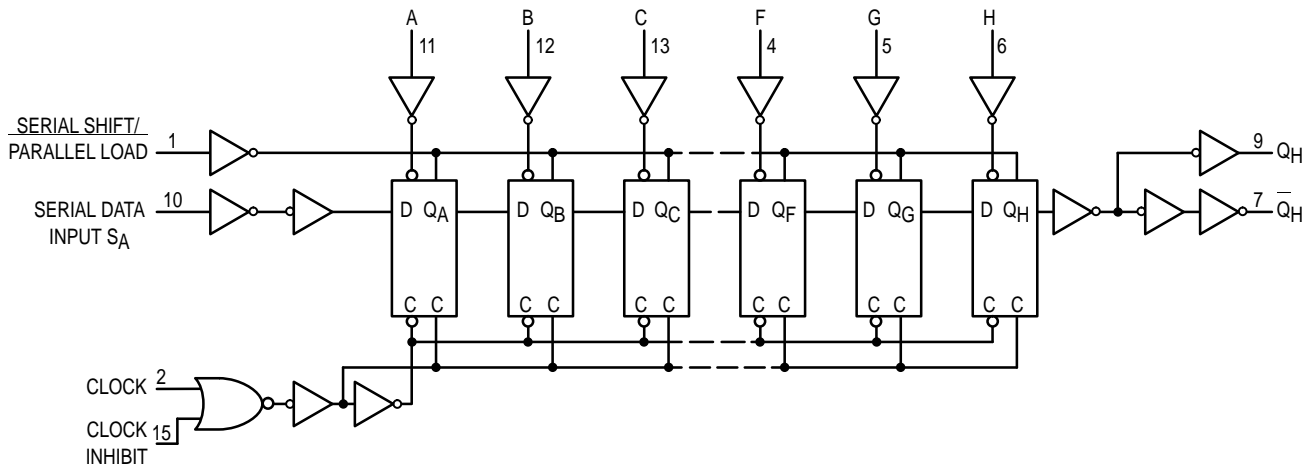 A B C F G H
11 12 13 4 5 6
SERIAL SHIFT/
PARALLEL LOAD 1
9 QH
SERIAL DATA
INPUT SA 10
D QA D QB D QC D QF D QG D QH
7 Q̅H
C C C C C C C C C C C C
CLOCK 2
CLOCK
INHIBIT 15